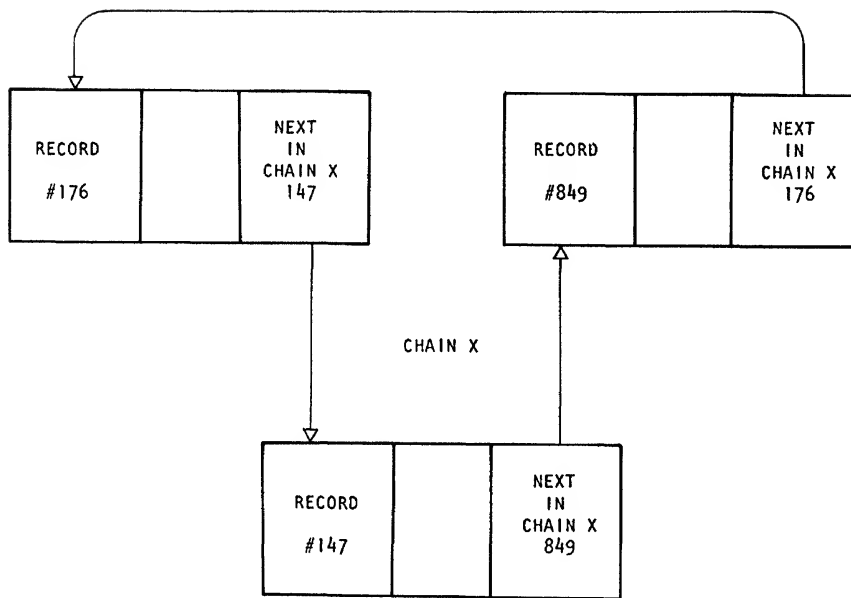 RECORD
#176
NEXT
IN
CHAIN X
147
RECORD
#849
NEXT
IN
CHAIN X
176
CHAIN X
RECORD
#147
NEXT
IN
CHAIN X
849